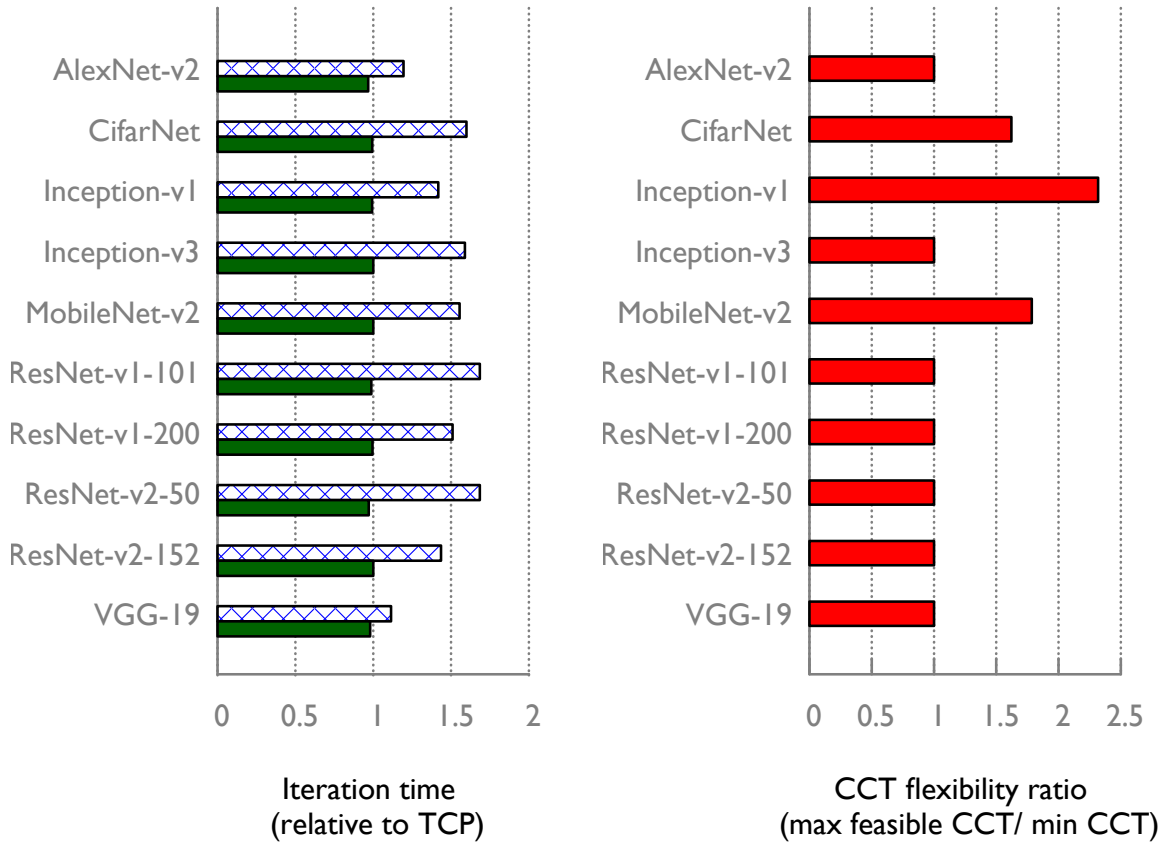 AlexNet-v2
CifarNet
Inception-v1
Inception-v3
MobileNet-v2
ResNet-v1-101
ResNet-v1-200
ResNet-v2-50
ResNet-v2-152
VGG-19
0 0.5 1 1.5 2
Iteration time
(relative to TCP)
AlexNet-v2
CifarNet
Inception-v1
Inception-v3
MobileNet-v2
ResNet-v1-101
ResNet-v1-200
ResNet-v2-50
ResNet-v2-152
VGG-19
0 0.5 1 1.5 2 2.5
CCT flexibility ratio
(max feasible CCT/ min CCT)